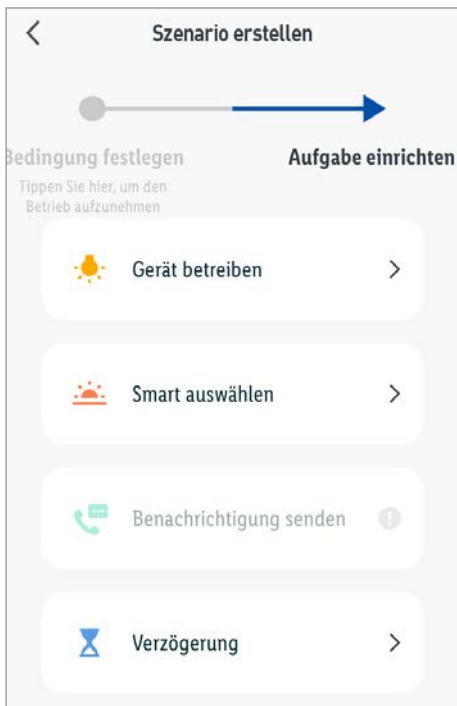 Szenario erstellen
Bedingung festlegen
Aufgabe einrichten
Tippen Sie hier, um den
Betrieb aufzunehmen
Gerät betreiben
Smart auswählen
Benachrichtigung senden
Verzögerung